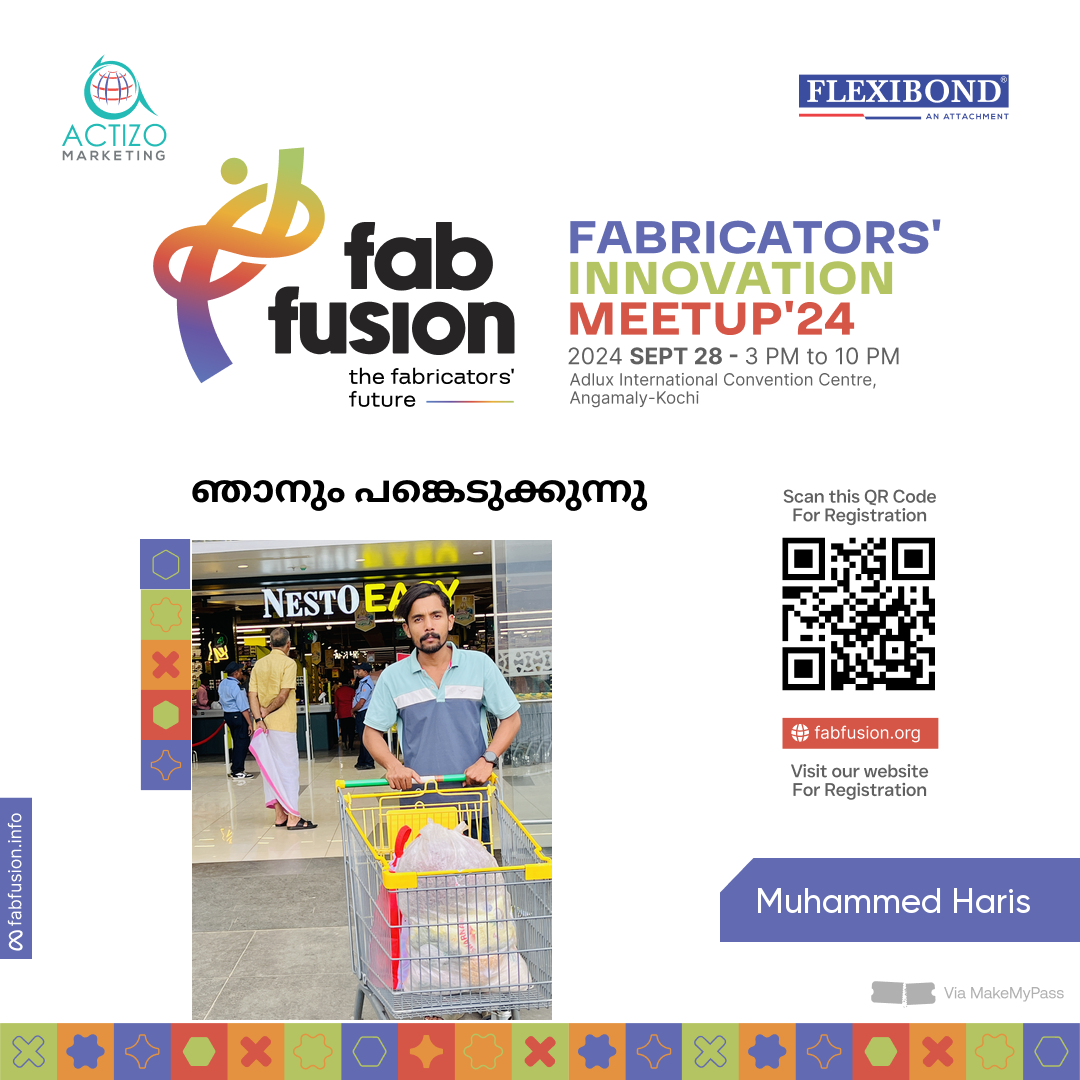 ACTIZO
MARKETING
FLEXIBOND®
AN ATTACHMENT
fab
fusion
the fabricators'
future
FABRICATORS'
INNOVATION
MEETUP'24
2024 SEPT 28 - 3 PM to 10 PM
Adlux International Convention Centre,
Angamaly-Kochi
ഞാനും പങ്കെടുക്കുന്നു
Scan this QR Code
For Registration
NESTO EASY
fabfusion.org
Visit our website
For Registration
fabfusion.info
Muhammed Haris
Via MakeMyPass